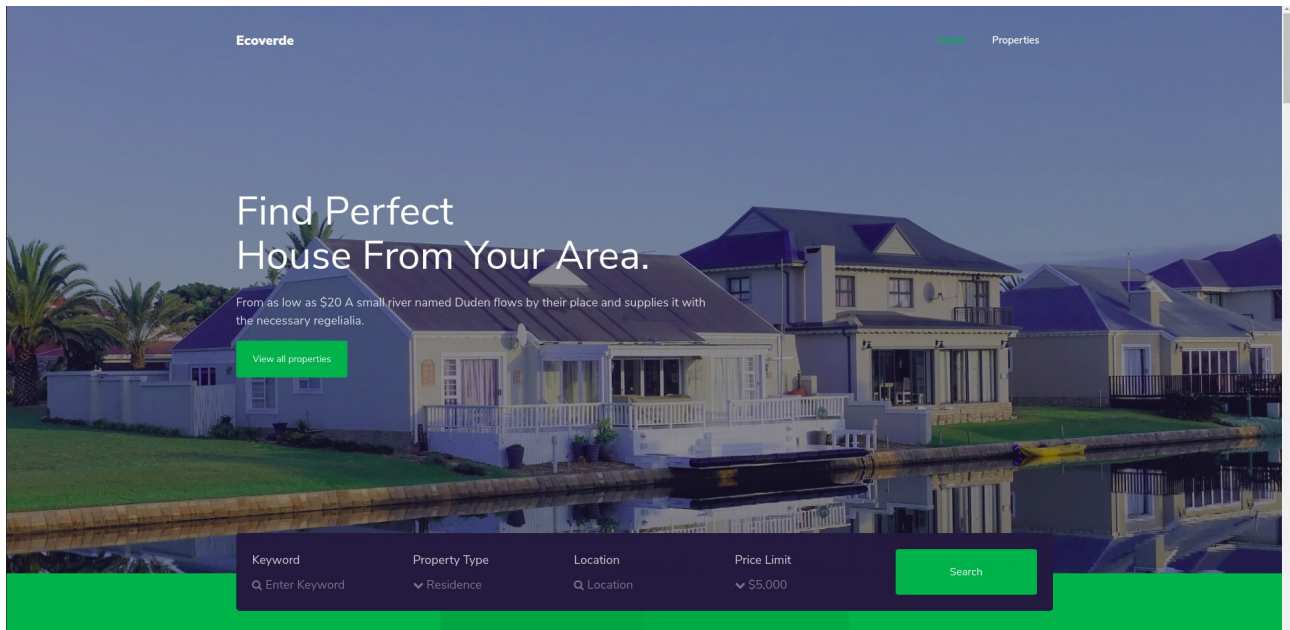 Ecoverde
Home Properties
Find Perfect
House From Your Area.
From as low as $20 A small river named Duden flows by their place and supplies it with
the necessary regelialia.
View all properties
Keyword Property Type Location Price Limit
Enter Keyword Residence Location $5,000
Search